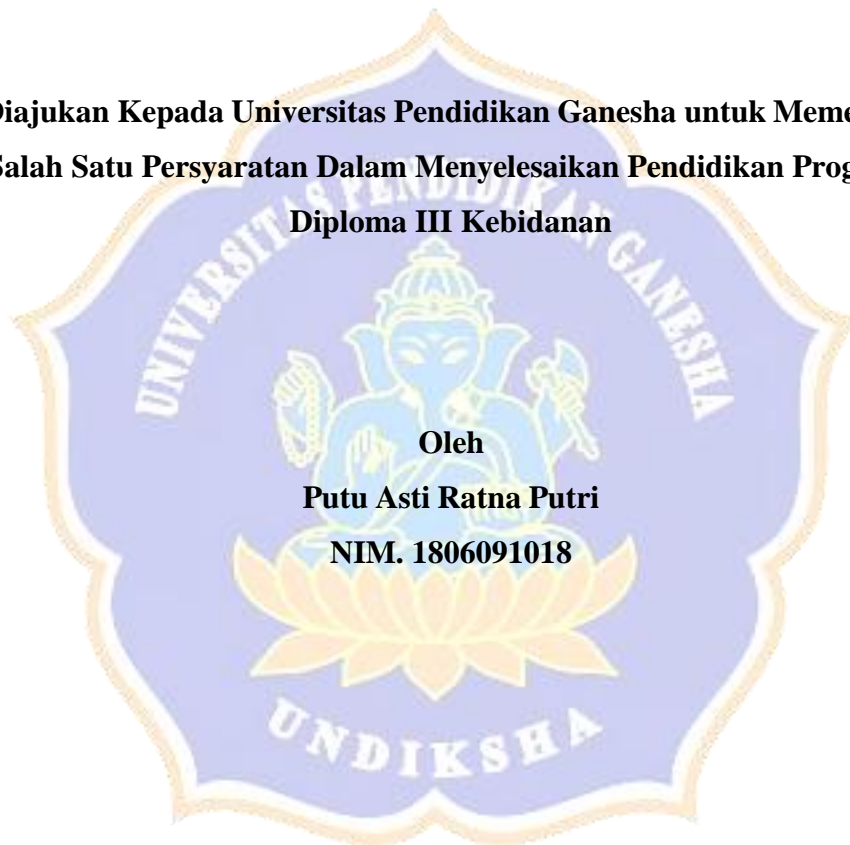 Diajukan Kepada Universitas Pendidikan Ganesha untuk Meme
Salah Satu Persyaratan Dalam Menyelesaikan Pendidikan Prog
Diploma III Kebidanan
UNIVERSITAS PENDIDIKAN GANESHA
Oleh
Putu Asti Ratna Putri
NIM. 1806091018
UNDIKSHA